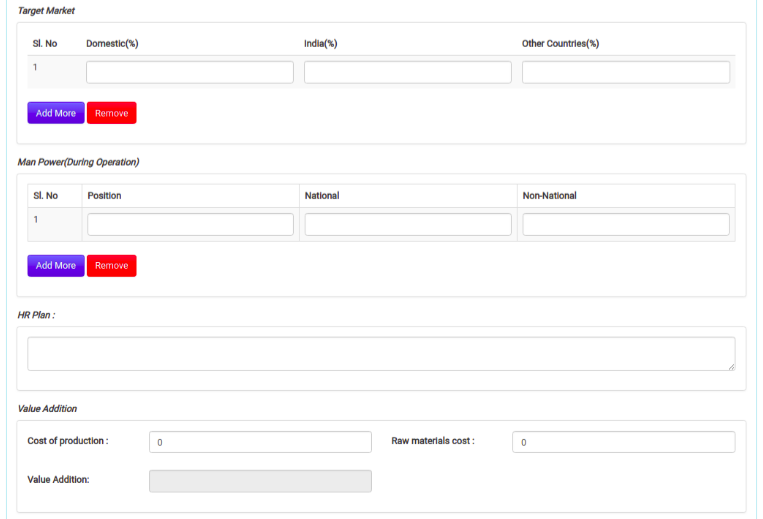 Target Market
Sl. No Domestic(%) India(%) Other Countries(%)
1
Add More Remove
Man Power(During Operation)
Sl. No Position National Non-National
1
Add More Remove
HR Plan :
Value Addition
Cost of production : 0 Raw materials cost : 0
Value Addition: